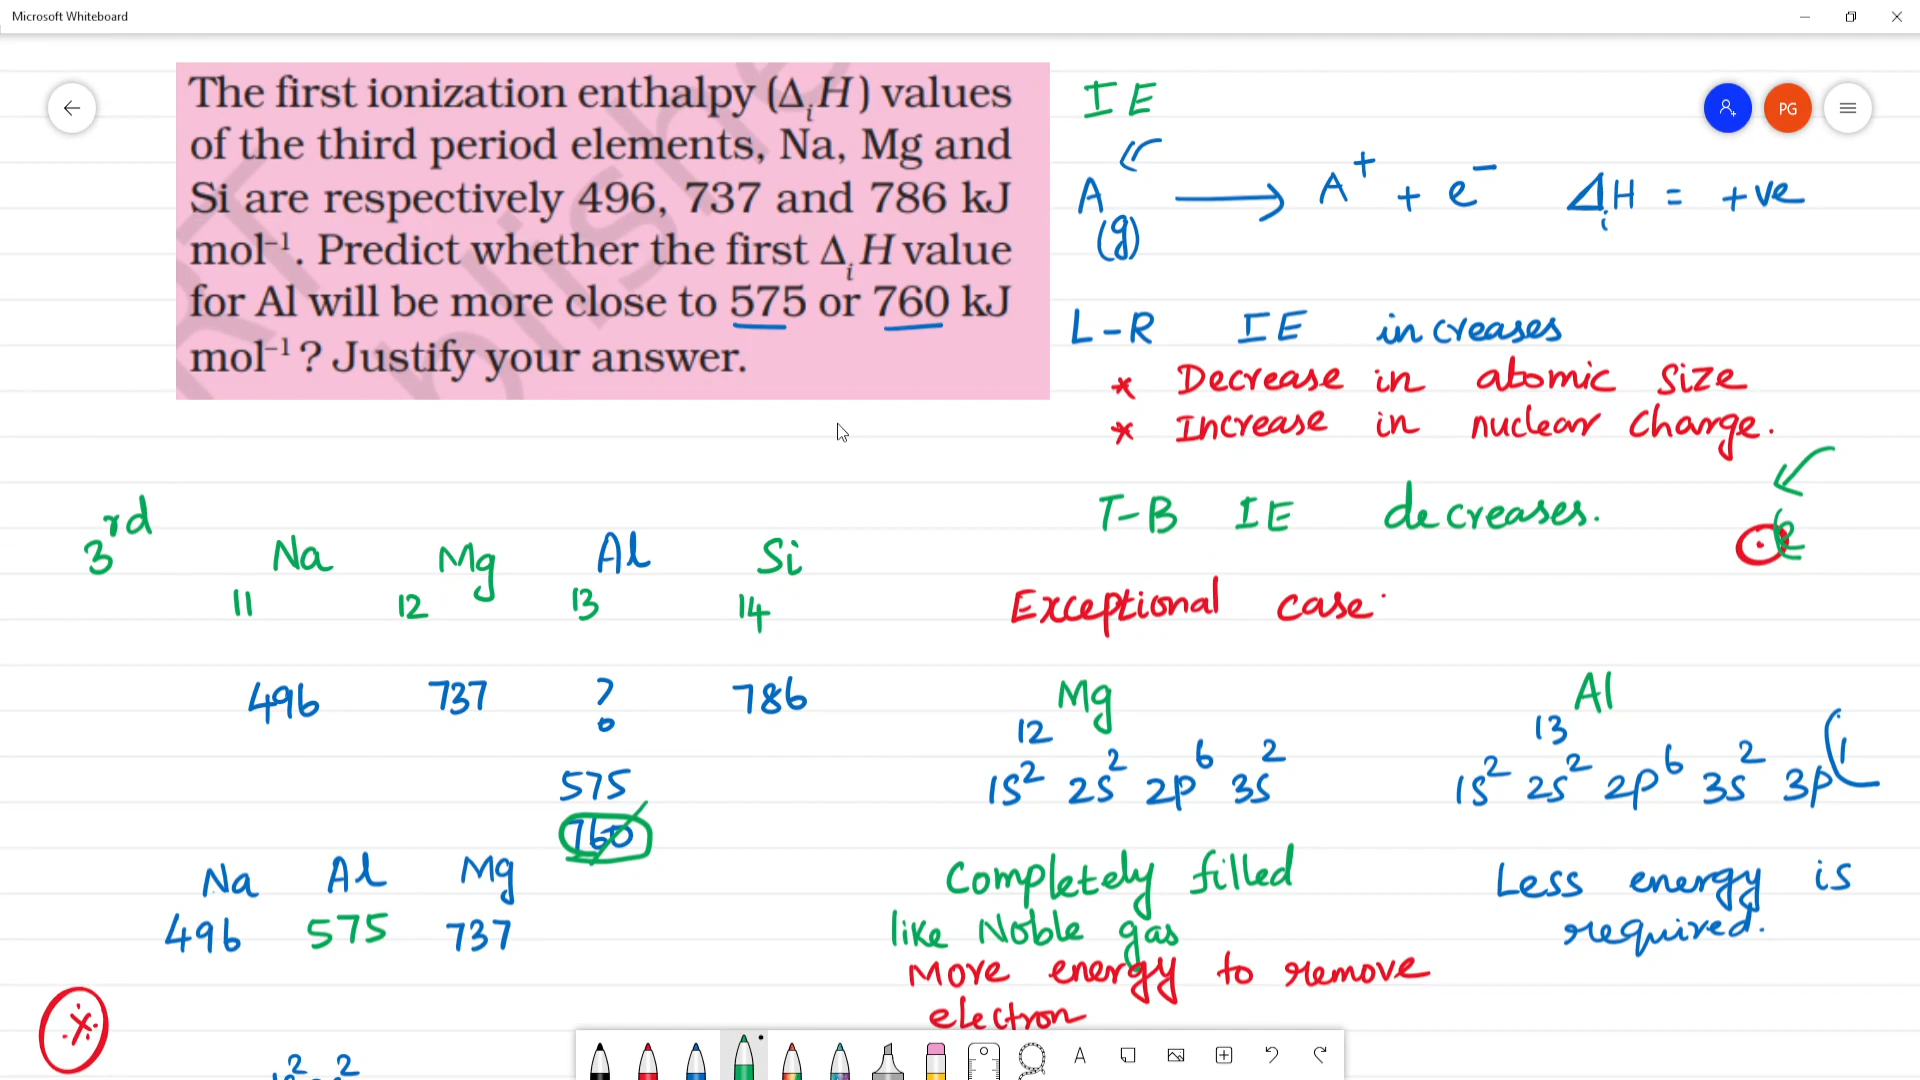 Microsoft Whiteboard
The first ionization enthalpy (ΔᵢH) values
of the third period elements, Na, Mg and
Si are respectively 496, 737 and 786 kJ
mol⁻¹. Predict whether the first ΔᵢH value
for Al will be more close to 575 or 760 kJ
mol⁻¹ ? Justify your answer.
IE
PG
A(g) ⟶ A⁺ + e⁻ ΔᵢH = +ve
L-R IE increases
* Decrease in atomic size
* Increase in nuclear charge.
T-B IE decreases.
3rd Na Mg Al Si
11 12 13 14
496 737 ? 786
575
760
Na Al Mg
496 575 737
Exceptional case
Mg
12
1s² 2s² 2p⁶ 3s²
Completely filled
like Noble gas
More energy to remove
electron
Al
13
1s² 2s² 2p⁶ 3s² 3p¹
Less energy is
required.